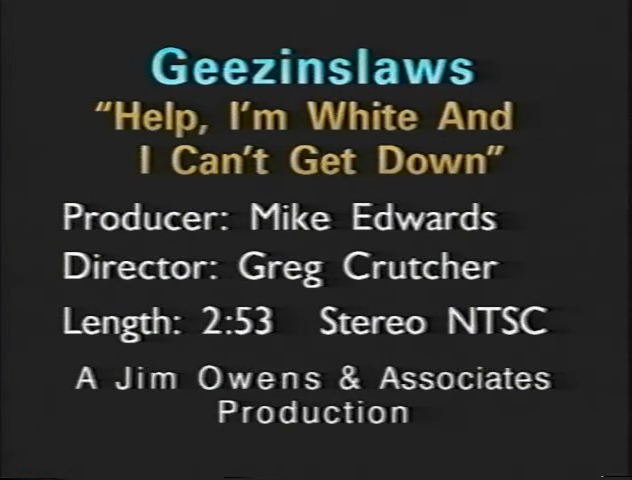 Geezinslaws
“Help, I'm White And
I Can't Get Down”
Producer: Mike Edwards
Director: Greg Crutcher
Length: 2:53 Stereo NTSC
A Jim Owens & Associates
Production